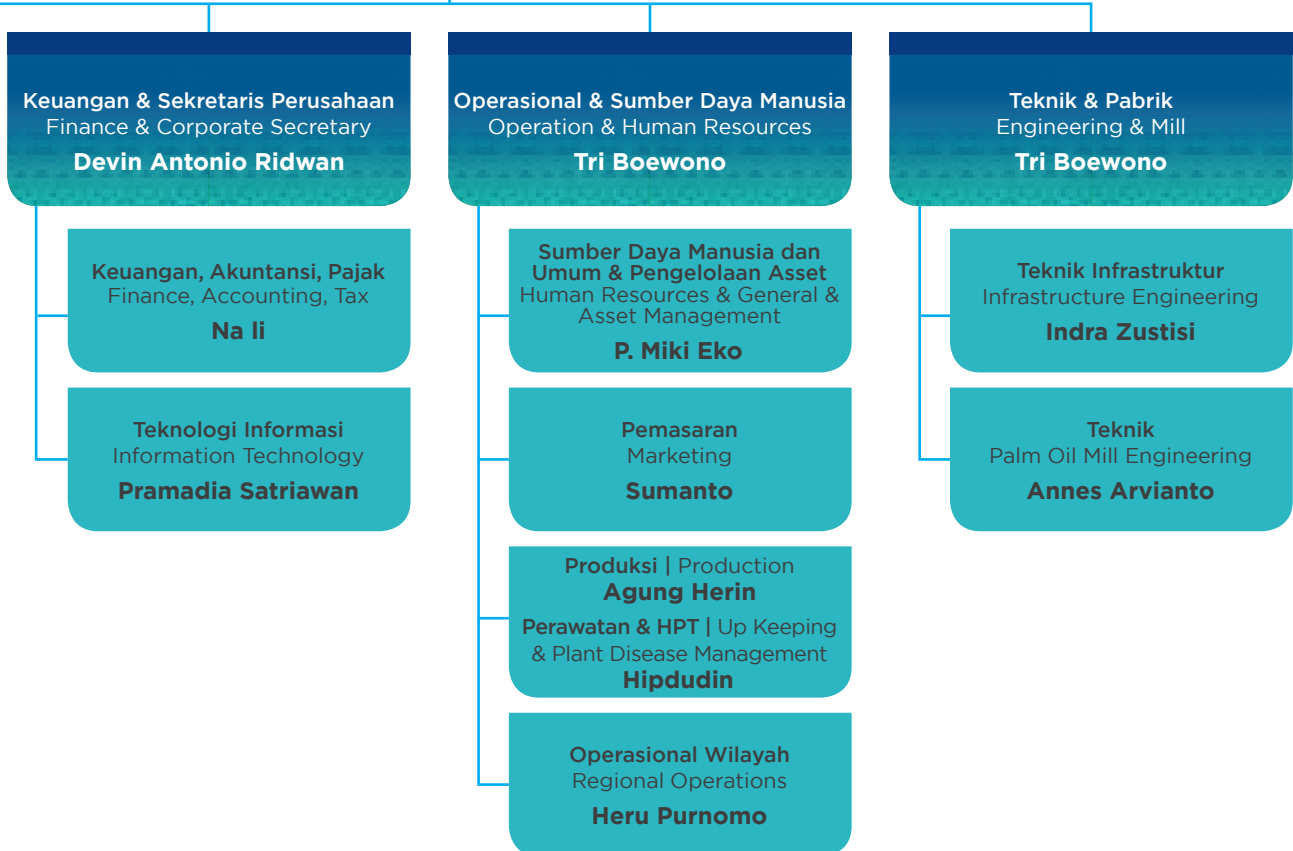 Keuangan & Sekretaris Perusahaan
Finance & Corporate Secretary
Devin Antonio Ridwan
Keuangan, Akuntansi, Pajak
Finance, Accounting, Tax
Na li
Teknologi Informasi
Information Technology
Pramadia Satriawan
Operasional & Sumber Daya Manusia
Operation & Human Resources
Tri Boewono
Sumber Daya Manusia dan
Umum & Pengelolaan Asset
Human Resources & General &
Asset Management
P. Miki Eko
Pemasaran
Marketing
Sumanto
Produksi | Production
Agung Herin
Perawatan & HPT | Up Keeping
& Plant Disease Management
Hipdudin
Operasional Wilayah
Regional Operations
Heru Purnomo
Teknik & Pabrik
Engineering & Mill
Tri Boewono
Teknik Infrastruktur
Infrastructure Engineering
Indra Zustisi
Teknik
Palm Oil Mill Engineering
Annes Arvianto